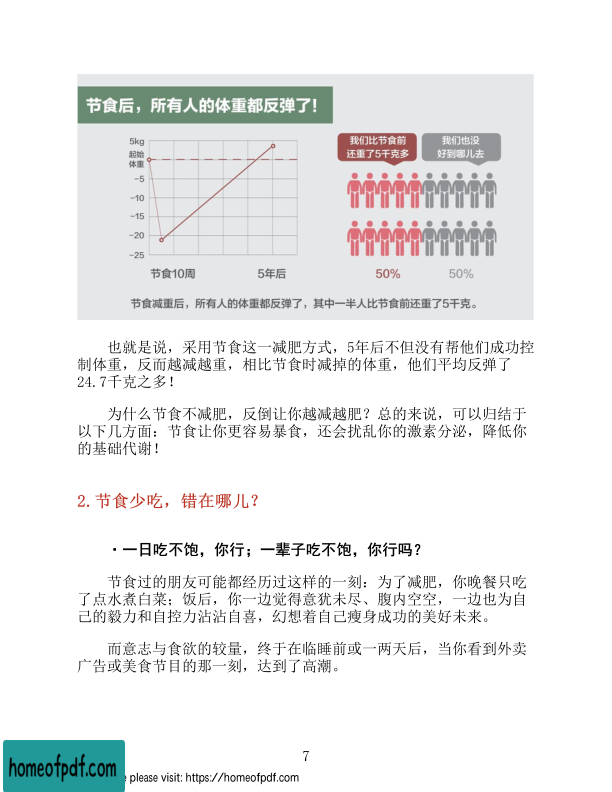 节食后，所有人的体重都反弹了！
5kg
起始
体重
-5
-10
-15
-20
-25
节食10周
5年后
我们比节食前
还重了5千克多
我们也没
好到哪儿去
50%
50%
节食减重后，所有人的体重都反弹了，其中一半人比节食前还重了5千克。
也就是说，采用节食这一减肥方式，5年后不但没有帮他们成功控
制体重，反而越减越重，相比节食时减掉的体重，他们平均反弹了
24.7千克之多！
为什么节食不减肥，反倒让你越减越肥？总的来说，可以归结于
以下几方面：节食让你更容易暴食，还会扰乱你的激素分泌，降低你
的基础代谢！
2.节食少吃，错在哪儿？
·一日吃不饱，你行；一辈子吃不饱，你行吗？
节食过的朋友可能都经历过这样的一刻：为了减肥，你晚餐只吃
了点水煮白菜；饭后，你一边觉得意犹未尽、腹内空空，一边也为自
己的毅力和自控力沾沾自喜，幻想着自己瘦身成功的美好未来。
而意志与食欲的较量，终于在临睡前或一两天后，当你看到外卖
广告或美食节目的那一刻，达到了高潮。
7
homeofpdf.com
e please visit: https://homeofpdf.com